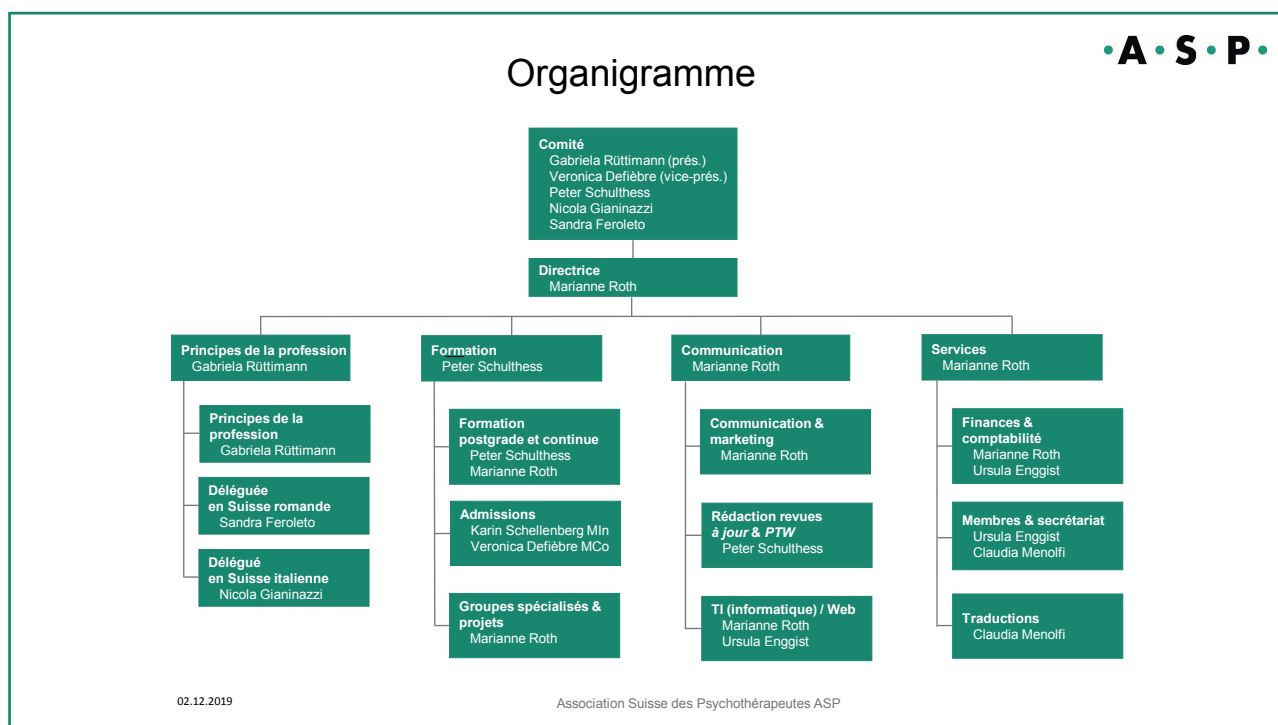 • A • S • P •
Organigramme
Comité
Gabriela Rüttimann (prés.)
Veronica Defièbre (vice-prés.)
Peter Schulthess
Nicola Gianinazzi
Sandra Feroleto
Directrice
Marianne Roth
Principes de la profession
Gabriela Rüttimann
Principes de la
profession
Gabriela Rüttimann
Déléguée
en Suisse romande
Sandra Feroleto
Délégué
en Suisse italienne
Nicola Gianinazzi
Formation
Peter Schulthess
Formation
postgrade et continue
Peter Schulthess
Marianne Roth
Admissions
Karin Schellenberg MIn
Veronica Defièbre MCo
Groupes spécialisés &
projets
Marianne Roth
Communication
Marianne Roth
Communication &
marketing
Marianne Roth
Rédaction revues
à jour & PTW
Peter Schulthess
TI (informatique) / Web
Marianne Roth
Ursula Enggist
Services
Marianne Roth
Finances &
comptabilité
Marianne Roth
Ursula Enggist
Membres & secrétariat
Ursula Enggist
Claudia Menolfi
Traductions
Claudia Menolfi
02.12.2019
Association Suisse des Psychothérapeutes ASP